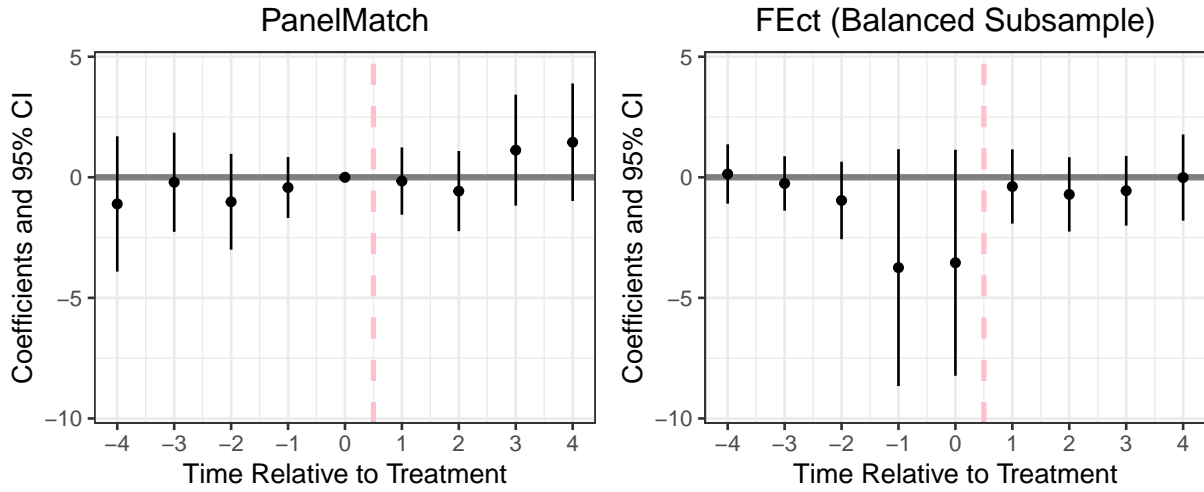 PanelMatch
Coefficients and 95% CI
5
0
−5
−10
−4 −3 −2 −1 0 1 2 3 4
Time Relative to Treatment
FEct (Balanced Subsample)
Coefficients and 95% CI
5
0
−5
−10
−4 −3 −2 −1 0 1 2 3 4
Time Relative to Treatment